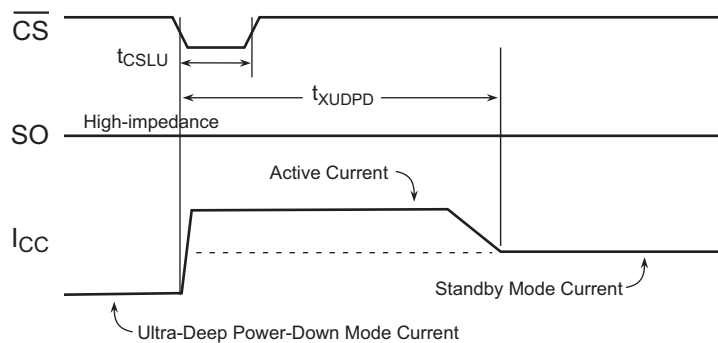 CS
tCSLU
tXUDPD
High-impedance
SO
Active Current
ICC
Standby Mode Current
Ultra-Deep Power-Down Mode Current